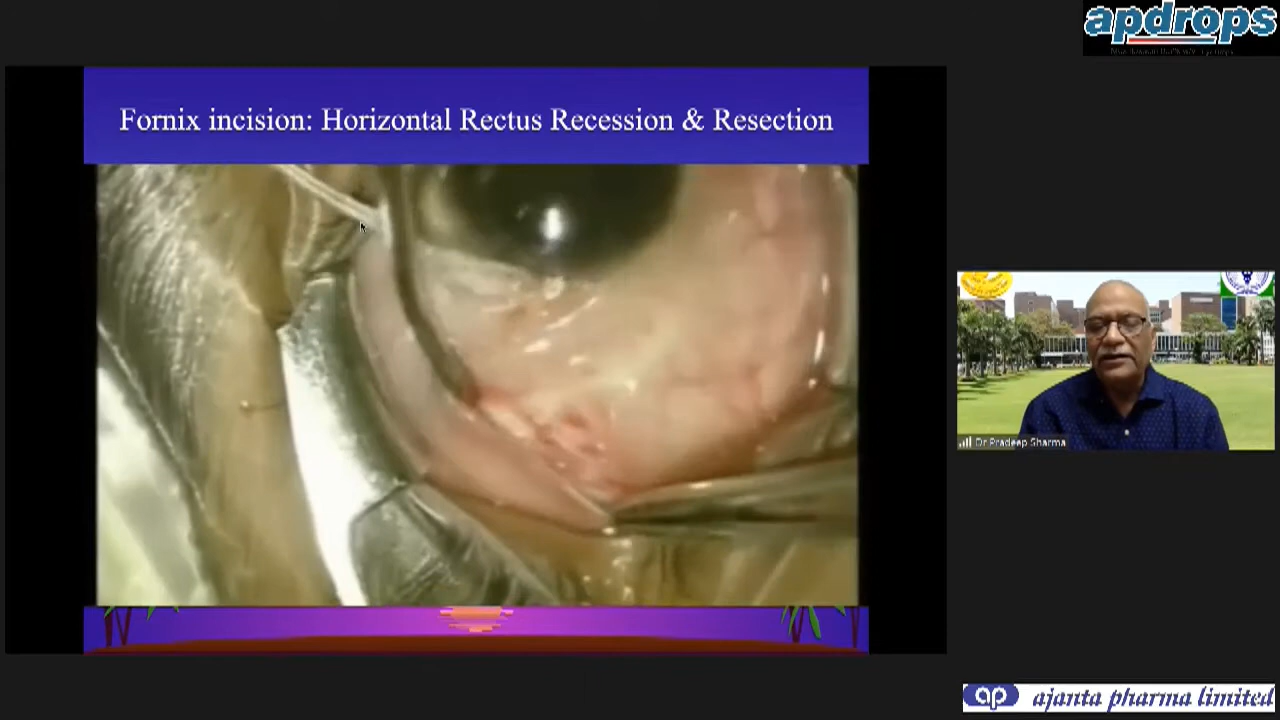 apdrops
Fornix incision: Horizontal Rectus Recession & Resection
Dr Pradeep Sharma
ap ajanta pharma limited